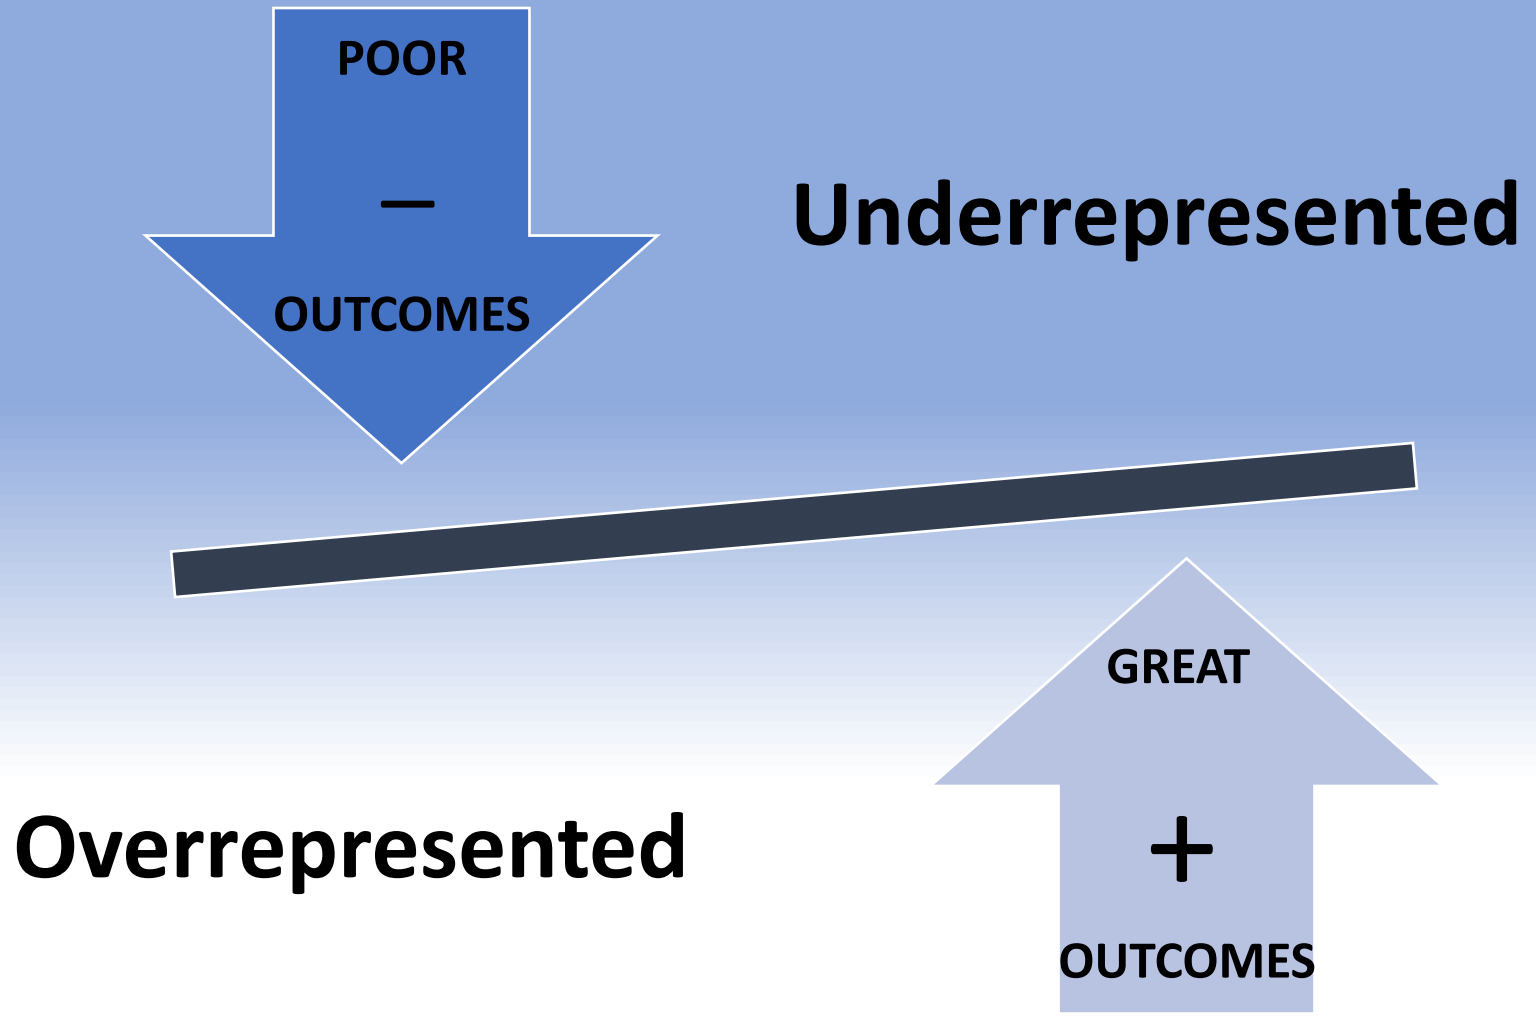 POOR
–
OUTCOMES
Underrepresented
Overrepresented
GREAT
+
OUTCOMES